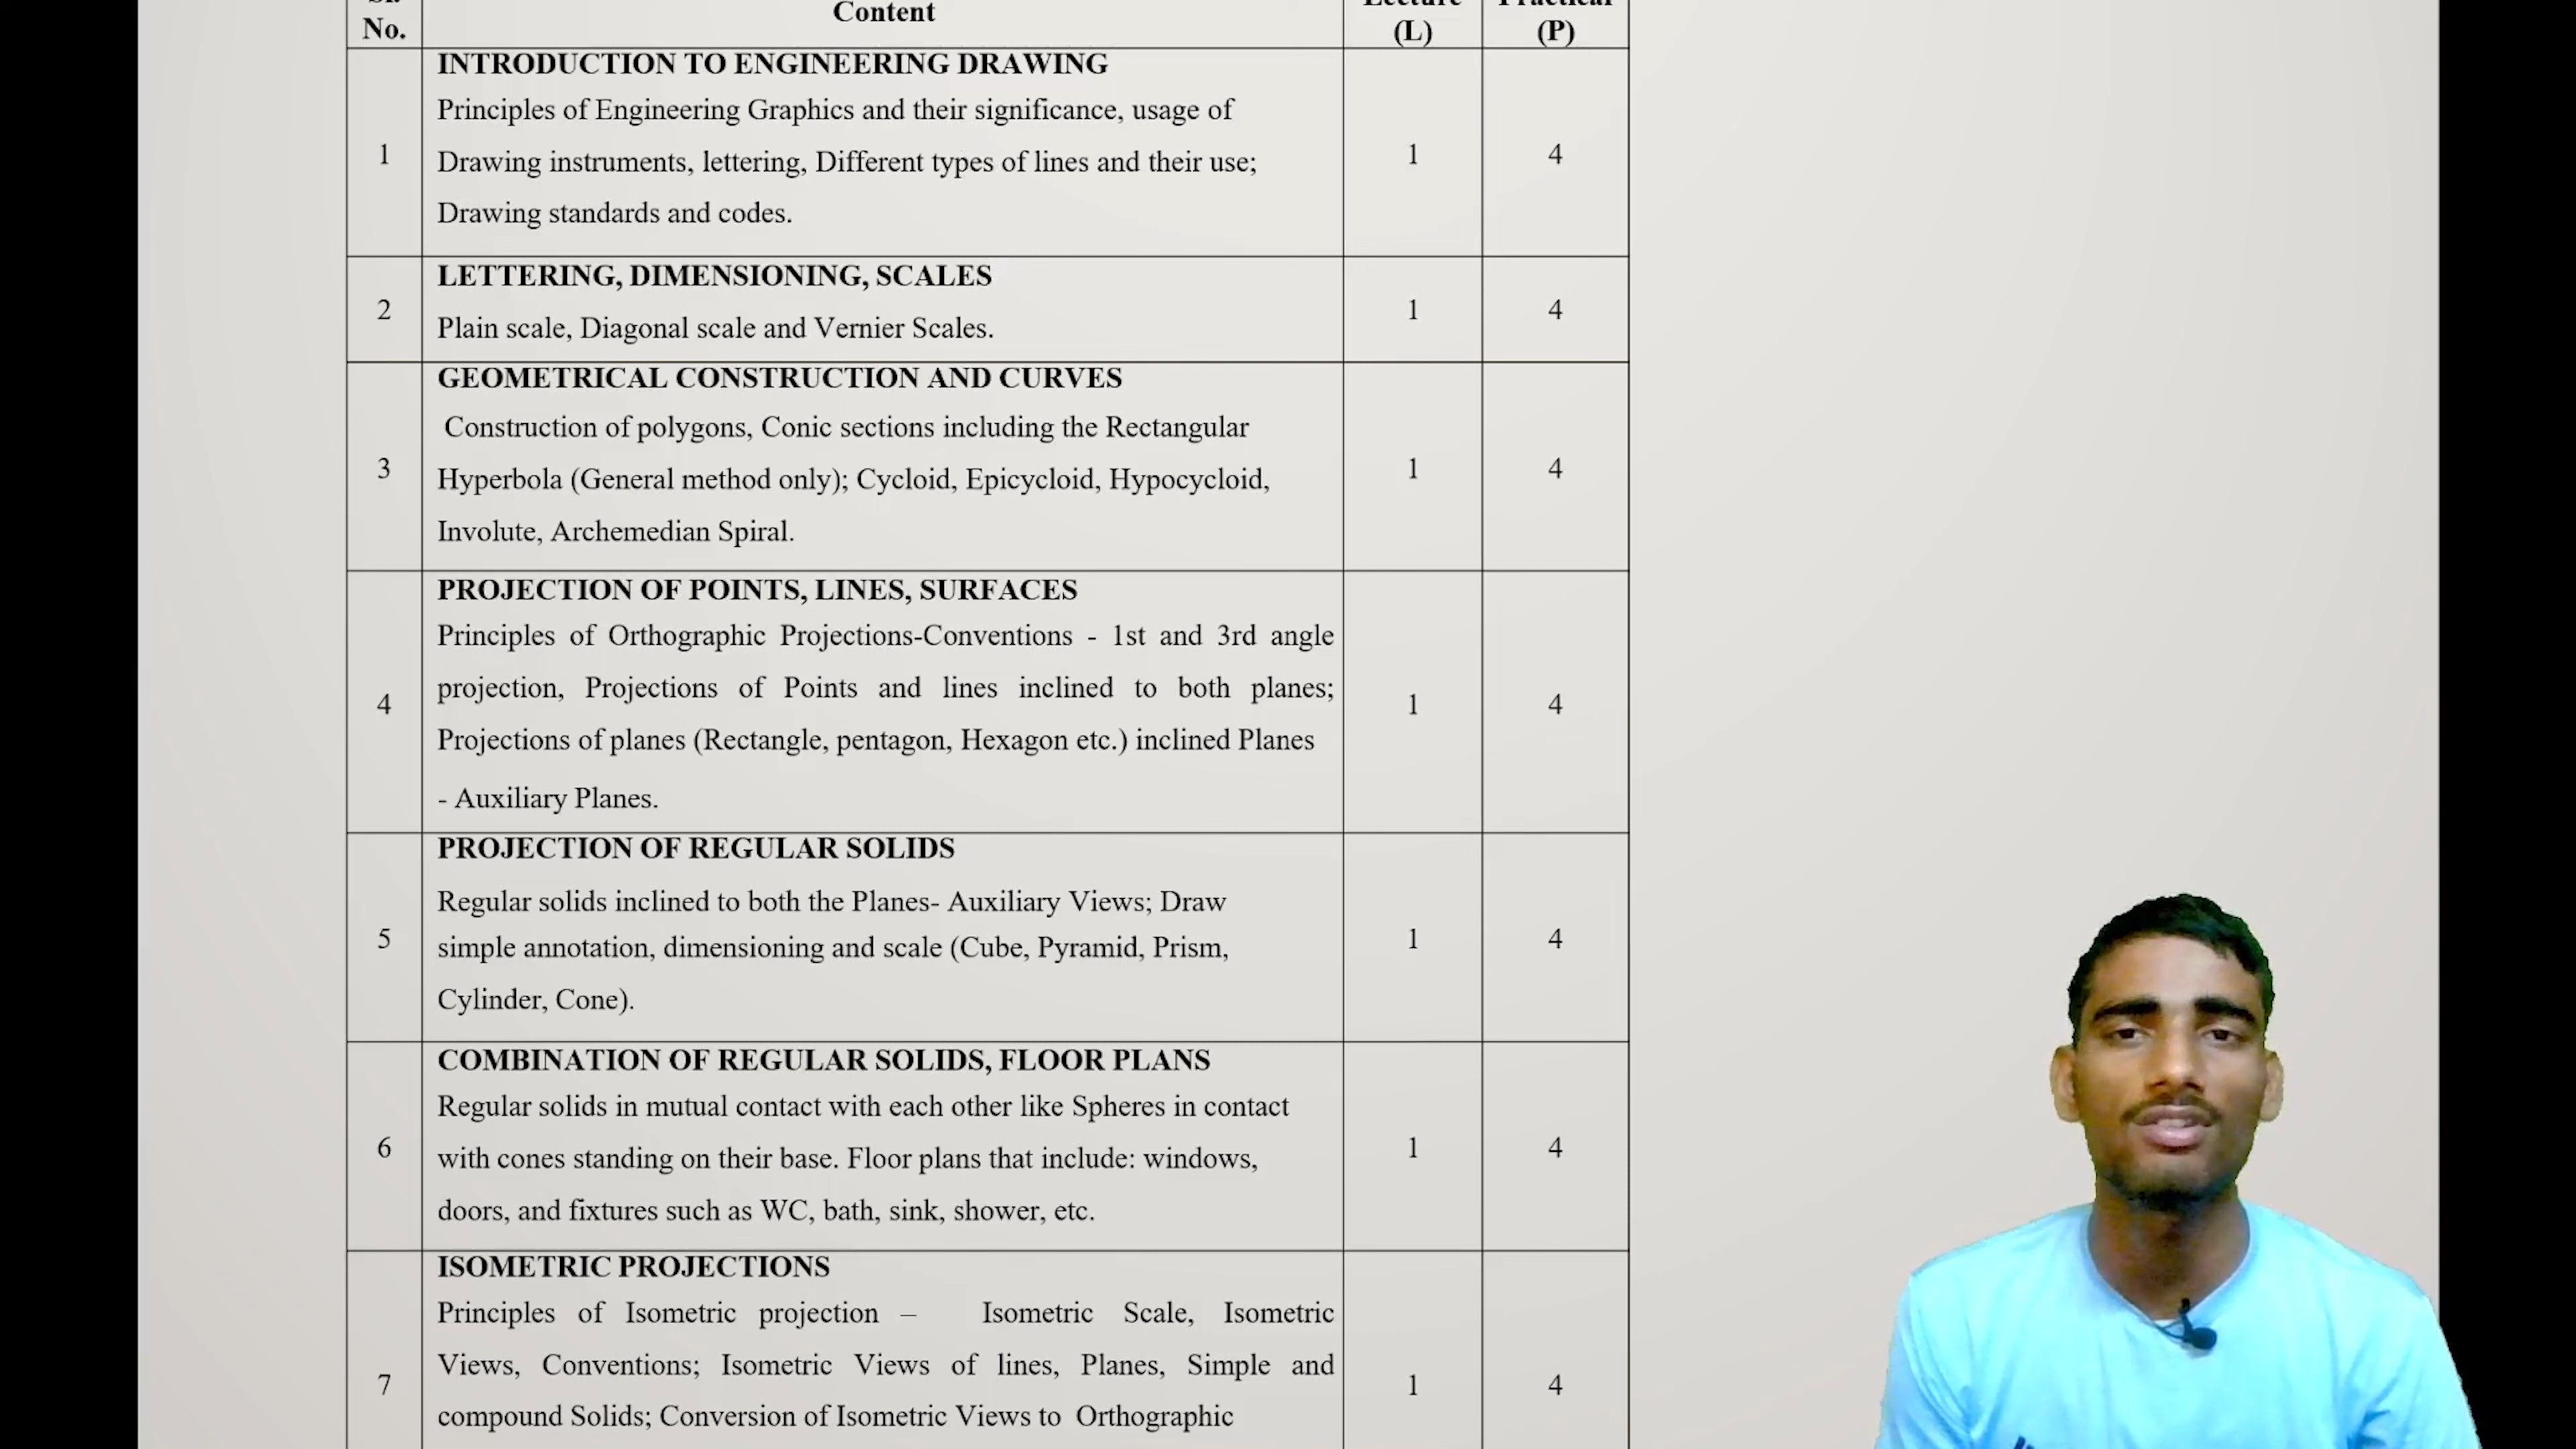 Sr.
No.
Content
Lecture
(L)
Practical
(P)
1
INTRODUCTION TO ENGINEERING DRAWING
Principles of Engineering Graphics and their significance, usage of
Drawing instruments, lettering, Different types of lines and their use;
Drawing standards and codes.
1
4
2
LETTERING, DIMENSIONING, SCALES
Plain scale, Diagonal scale and Vernier Scales.
1
4
3
GEOMETRICAL CONSTRUCTION AND CURVES
Construction of polygons, Conic sections including the Rectangular
Hyperbola (General method only); Cycloid, Epicycloid, Hypocycloid,
Involute, Archemedian Spiral.
1
4
4
PROJECTION OF POINTS, LINES, SURFACES
Principles of Orthographic Projections-Conventions - 1st and 3rd angle
projection, Projections of Points and lines inclined to both planes;
Projections of planes (Rectangle, pentagon, Hexagon etc.) inclined Planes
- Auxiliary Planes.
1
4
5
PROJECTION OF REGULAR SOLIDS
Regular solids inclined to both the Planes- Auxiliary Views; Draw
simple annotation, dimensioning and scale (Cube, Pyramid, Prism,
Cylinder, Cone).
1
4
6
COMBINATION OF REGULAR SOLIDS, FLOOR PLANS
Regular solids in mutual contact with each other like Spheres in contact
with cones standing on their base. Floor plans that include: windows,
doors, and fixtures such as WC, bath, sink, shower, etc.
1
4
7
ISOMETRIC PROJECTIONS
Principles of Isometric projection – Isometric Scale, Isometric
Views, Conventions; Isometric Views of lines, Planes, Simple and
compound Solids; Conversion of Isometric Views to Orthographic
1
4